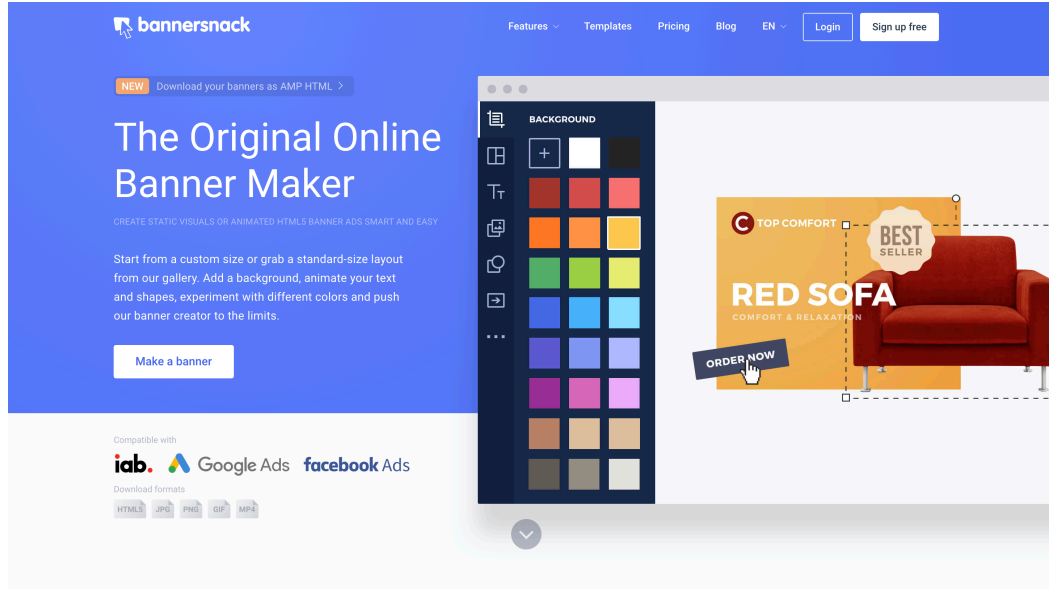 bannersnack
Features Templates Pricing Blog EN Login Sign up free
NEW Download your banners as AMP HTML
The Original Online
Banner Maker
CREATE STATIC VISUALS OR ANIMATED HTML5 BANNER ADS SMART AND EASY
Start from a custom size or grab a standard-size layout
from our gallery. Add a background, animate your text
and shapes, experiment with different colors and push
our banner creator to the limits.
Make a banner
Compatible with
iab. Google Ads facebook Ads
Download formats
HTML5 JPG PNG GIF MP4
BACKGROUND
TT
C TOP COMFORT
BEST
SELLER
RED SOFA
COMFORT & RELAXATION
ORDER NOW